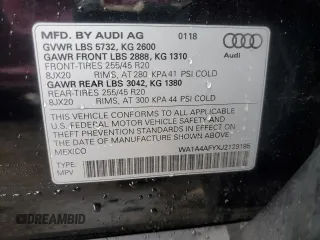 MFD. BY AUDI AG 0118
GVWR LBS 5732, KG 2600
GAWR FRONT LBS 2888, KG 1310
FRONT-TIRES 255/45 R20
8JX20 RIMS, AT 280 KPA 41 PSI COLD
GAWR REAR LBS 3042, KG 1380
REAR-TIRES 255/45 R20
8JX20 RIMS, AT 300 KPA 44 PSI COLD
THIS VEHICLE CONFORMS TO ALL APPLICABLE
FEDERAL MOTOR VEHICLE SAFETY, BUMPER,
AND THEFT PREVENTION STANDARDS IN EFFECT
ON THE DATE OF MANUFACTURE SHOWN ABOVE.
MEXICO
TYPE:
MPV
Audi
DREAMBID